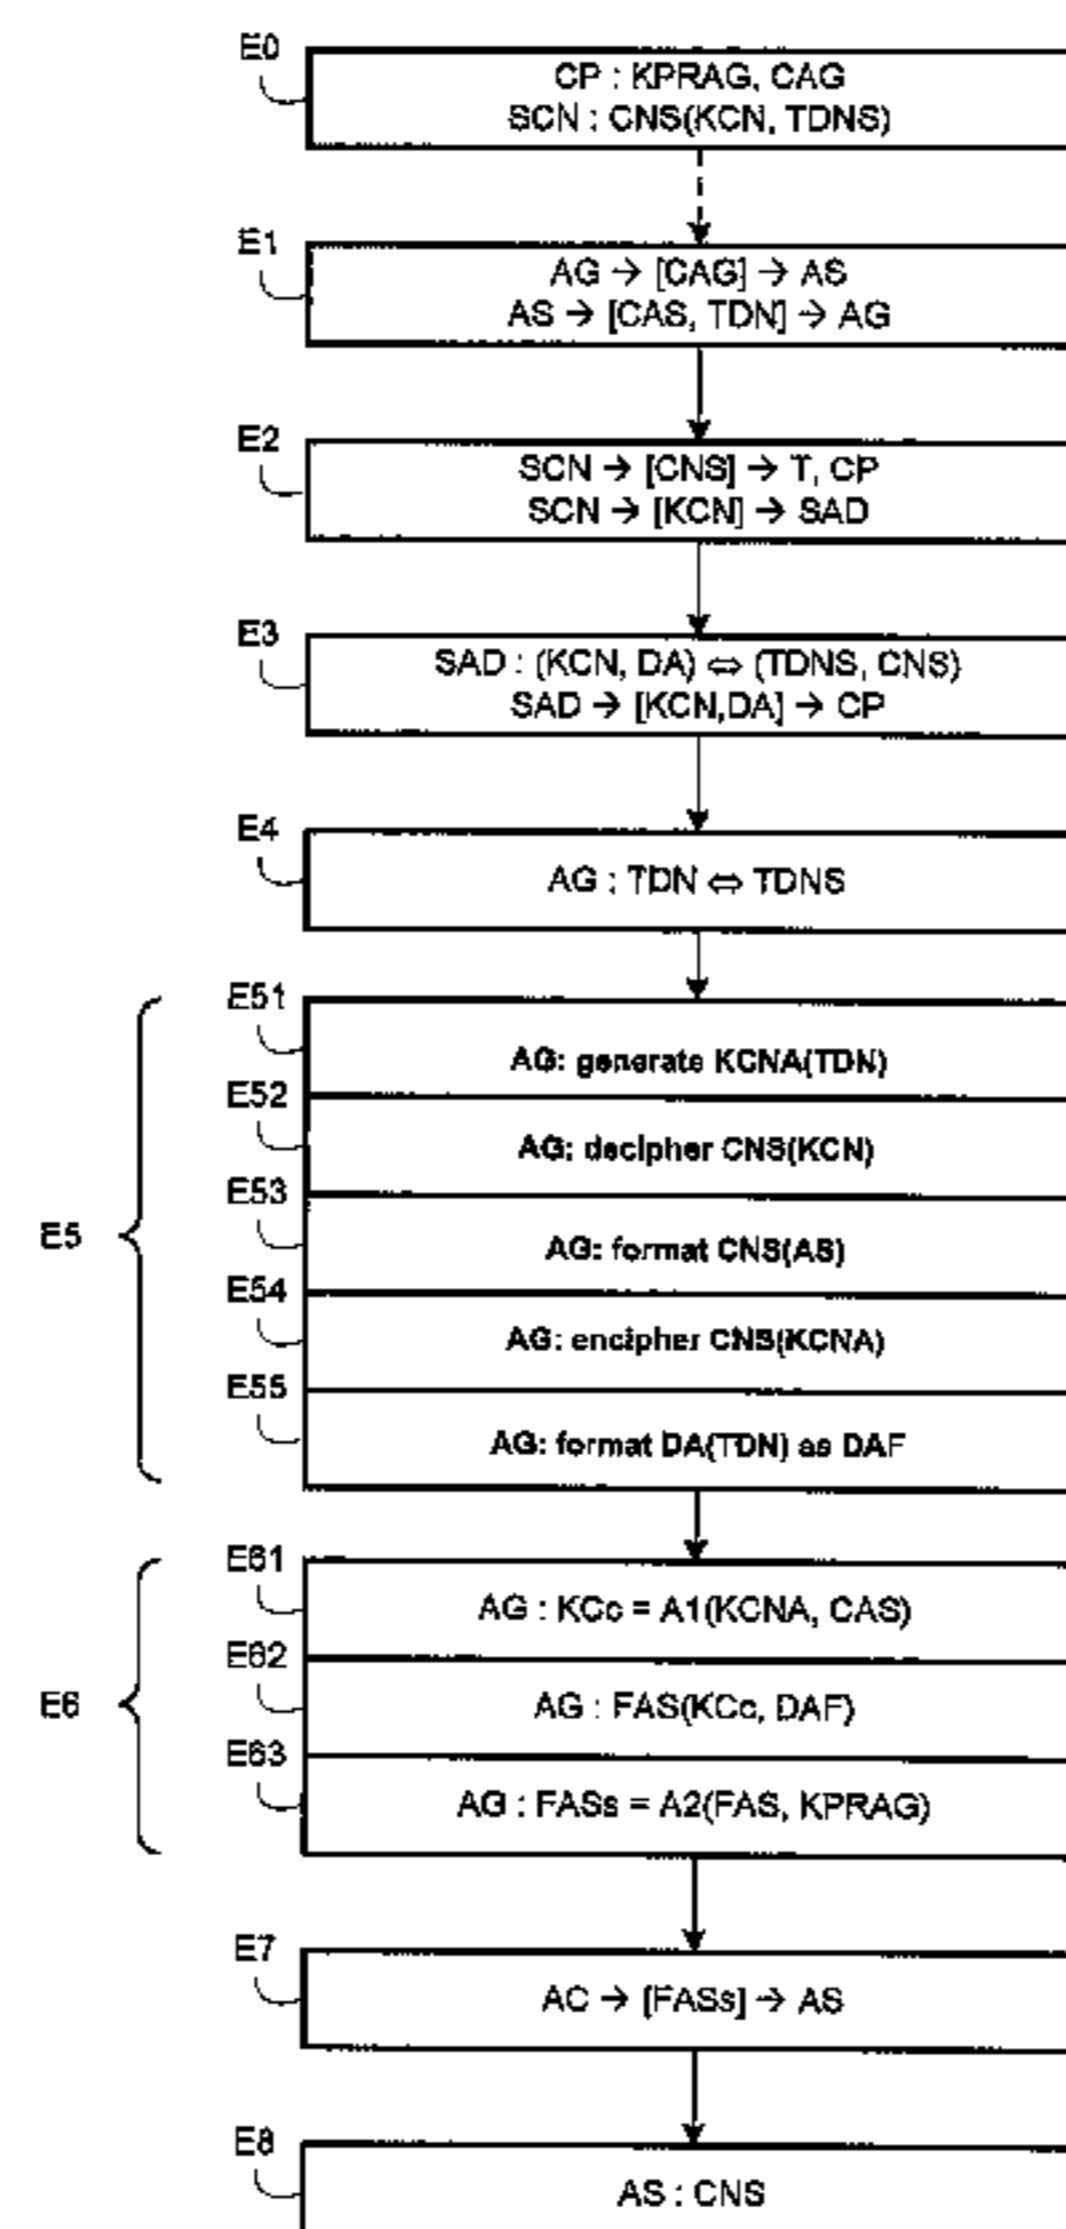 E0
CP : KPRAG, CAG
SCN : CNS(KCN, TDNS)
E1
AG → [CAG] → AS
AS → [CAS, TDN] → AG
E2
SCN → [CNS] → T, CP
SCN → [KCN] → SAD
E3
SAD : (KCN, DA) ⇔ (TDNS, CNS)
SAD → [KCN,DA] → CP
E4
AG : TDN ⇔ TDNS
E5
E51
AG: generate KCNA(TDN)
E52
AG: decipher CNS(KCN)
E53
AG: format CNS(AS)
E54
AG: encipher CNS(KCNA)
E55
AG: format DA(TDN) as DAF
E6
E61
AG : KCc = A1(KCNA, CAS)
E62
AG : FAS(KCc, DAF)
E63
AG : FASs = A2(FAS, KPRAG)
E7
AC → [FASs] → AS
E8
AS : CNS